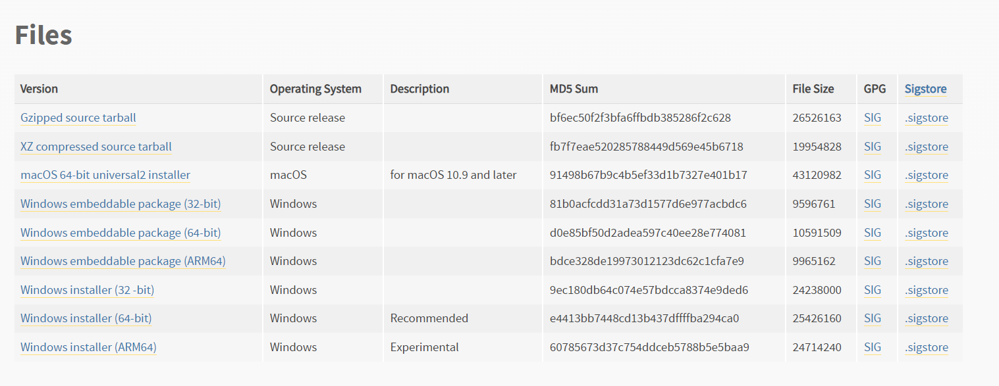 Files
Version Operating System Description MD5 Sum File Size GPG Sigstore
Gzipped source tarball Source release bf6ec50f2f3bfa6ffbdb385286f2c628 26526163 SIG .sigstore
XZ compressed source tarball Source release fb7f7eae520285788449d569e45b6718 19954828 SIG .sigstore
macOS 64-bit universal2 installer macOS for macOS 10.9 and later 91498b67b9c4b5ef33d1b7327e401b17 43120982 SIG .sigstore
Windows embeddable package (32-bit) Windows 81b0acfcdd31a73d1577d6e977acbdc6 9596761 SIG .sigstore
Windows embeddable package (64-bit) Windows d0e85bf50d2adea597c40ee28e774081 10591509 SIG .sigstore
Windows embeddable package (ARM64) Windows bdce328de19973012123dc62c1cfa7e9 9965162 SIG .sigstore
Windows installer (32 -bit) Windows 9ec180db64c074e57bdcca8374e9ded6 24238000 SIG .sigstore
Windows installer (64-bit) Windows Recommended e4413bb7448cd13b437dffffba294ca0 25426160 SIG .sigstore
Windows installer (ARM64) Windows Experimental 60785673d37c754ddceb5788b5e5baa9 24714240 SIG .sigstore